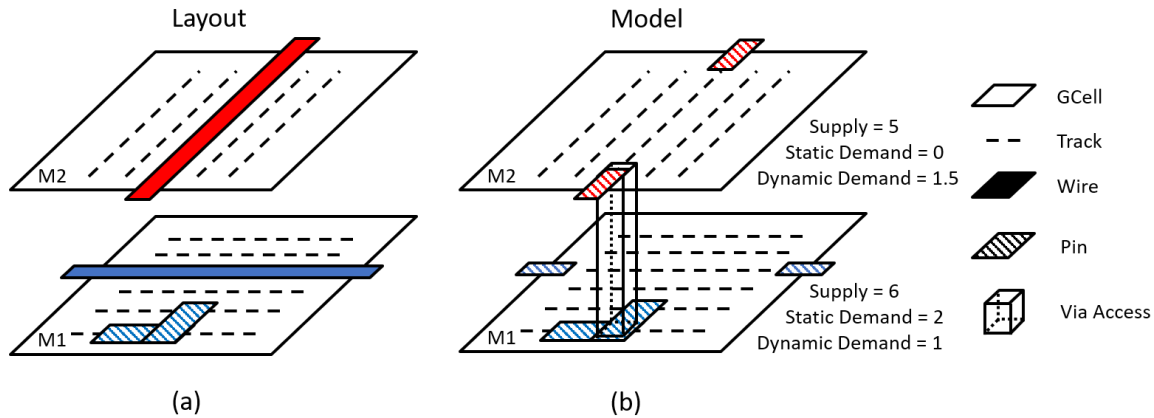 Layout
Model
M2
M2
Supply = 5
Static Demand = 0
Dynamic Demand = 1.5
M1
M1
Supply = 6
Static Demand = 2
Dynamic Demand = 1
GCell
Track
Wire
Pin
Via Access
(a)
(b)